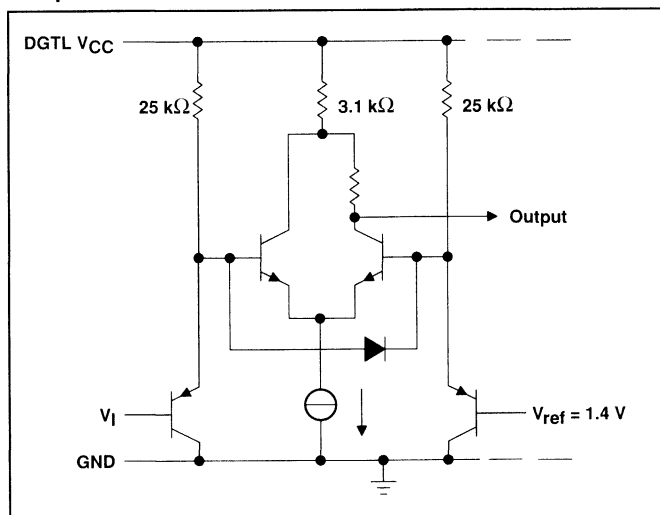 DGTL VCC
25 kΩ
3.1 kΩ
25 kΩ
Output
VI
Vref = 1.4 V
GND